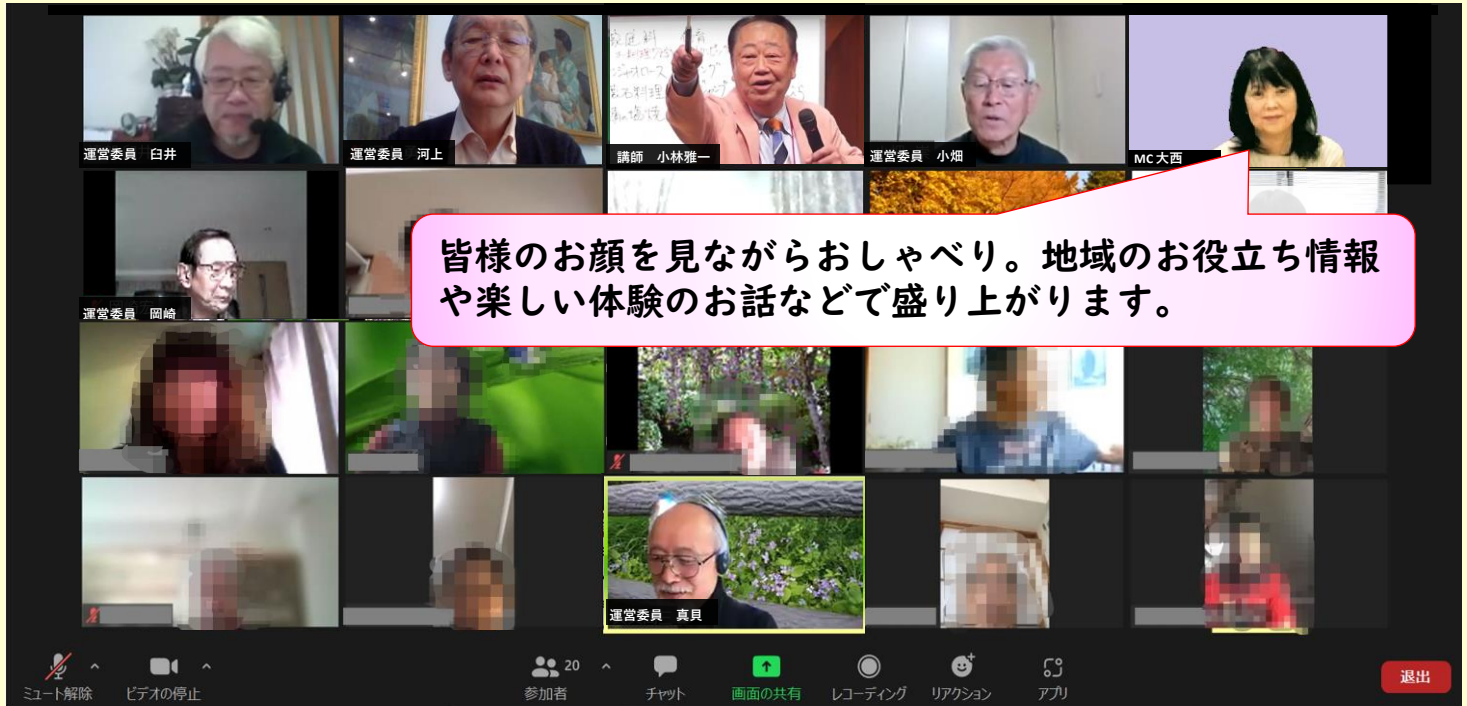 運営委員 臼井
運営委員 河上
講師 小林雅一
運営委員 小畑
MC大西
皆様のお顔を見ながらおしゃべり。地域のお役立ち情報
や楽しい体験のお話などで盛り上がります。
運営委員 岡崎
運営委員 真貝
ミュート解除
ビデオの停止
20
参加者
チャット
画面の共有
レコーディング
リアクション
アプリ
退出